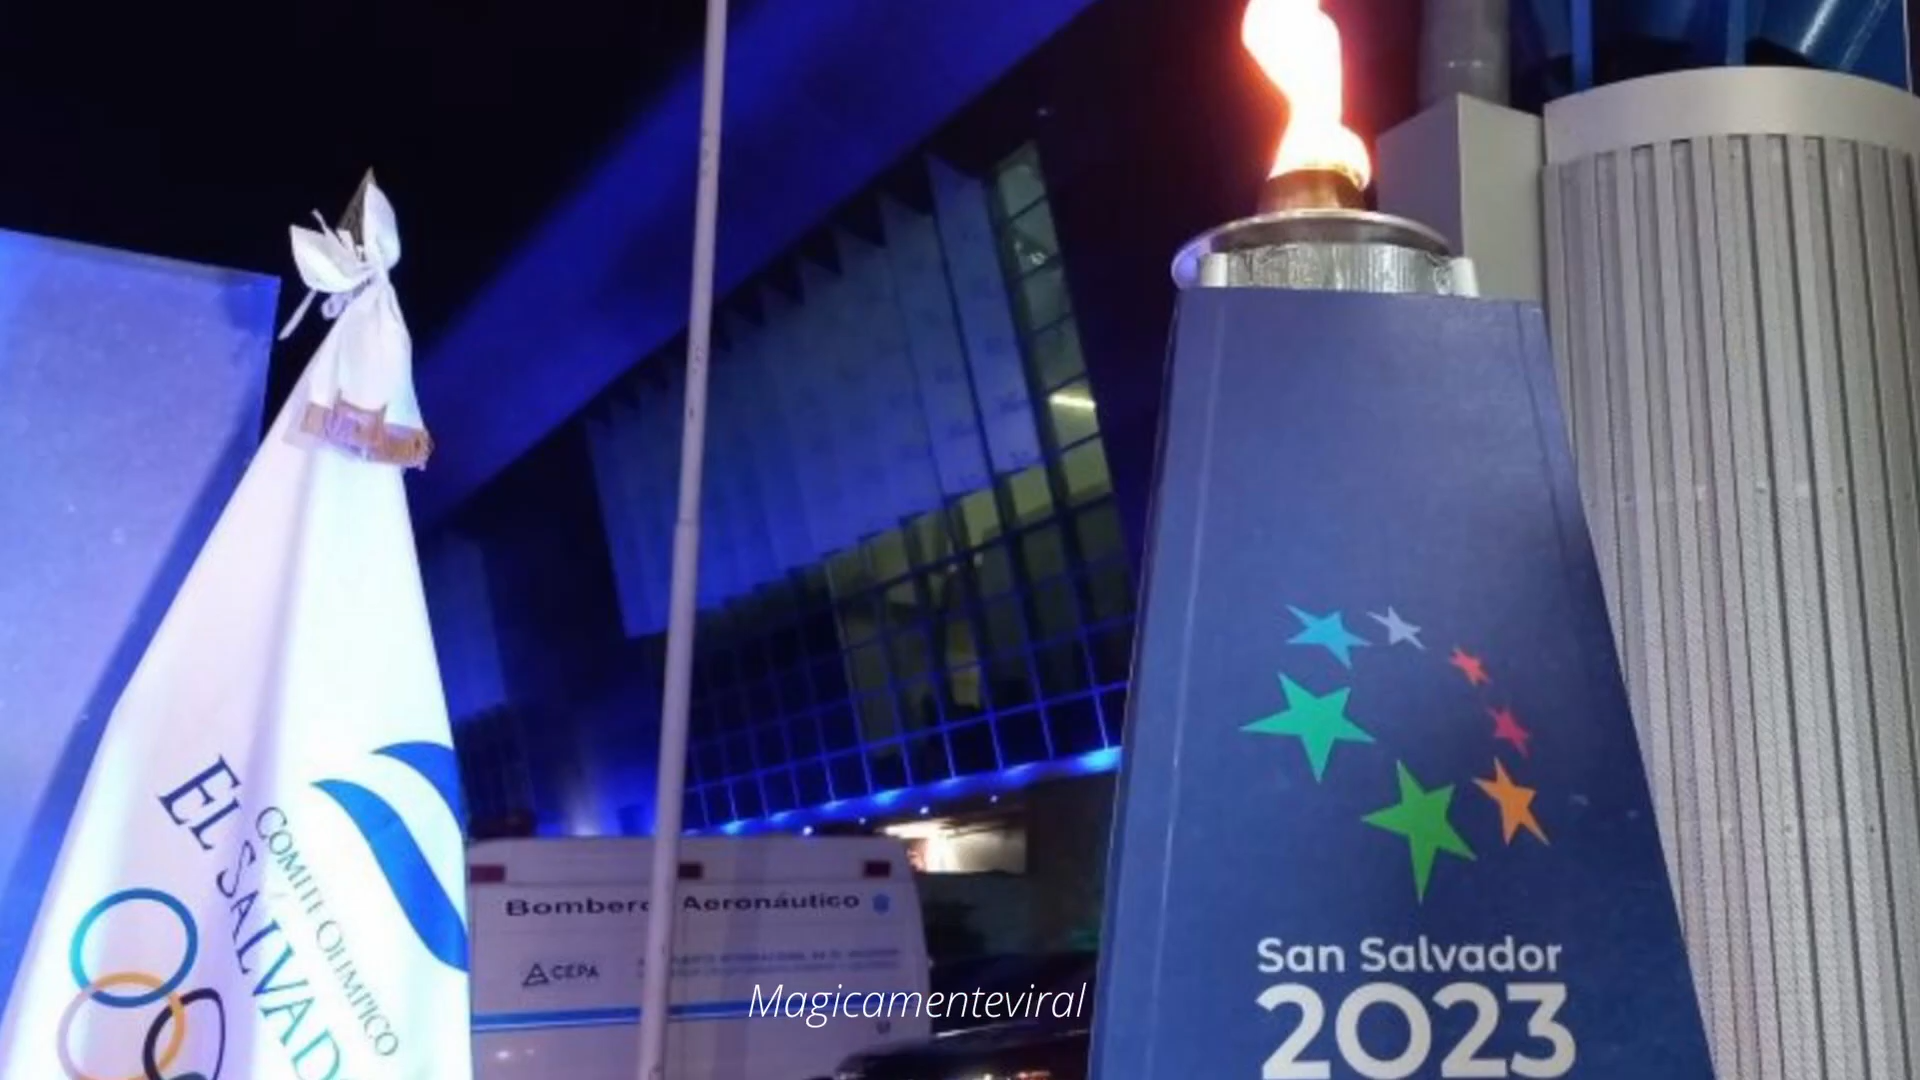 EL SALVAD
COMITÉ OLÍMPICO
Bombero Aeronáutico
CEPA
Magicamenteviral
San Salvador
2023